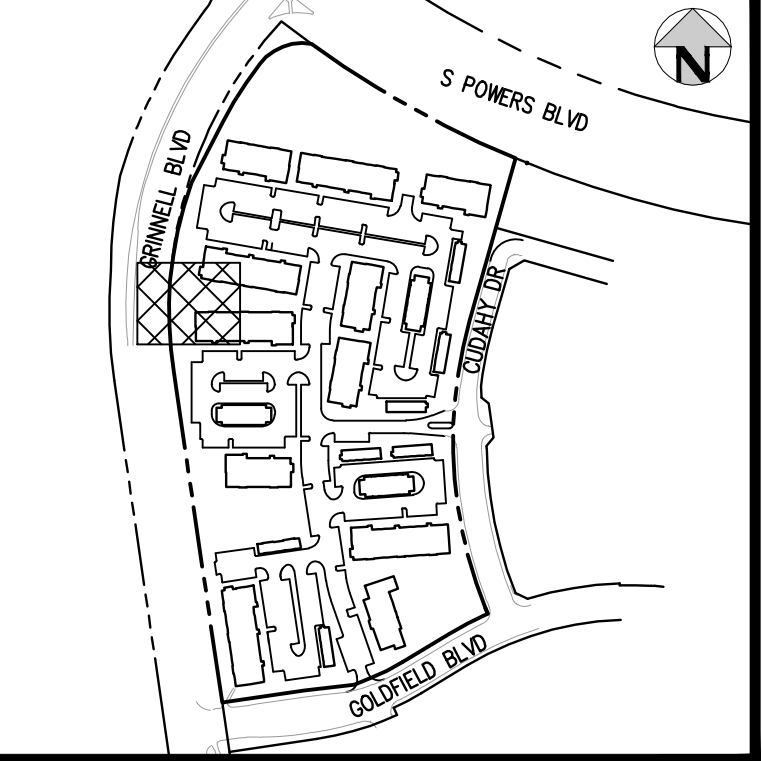 N
S POWERS BLVD
GRINNELL BLVD
CUDAHY DR
GOLDFIELD BLVD